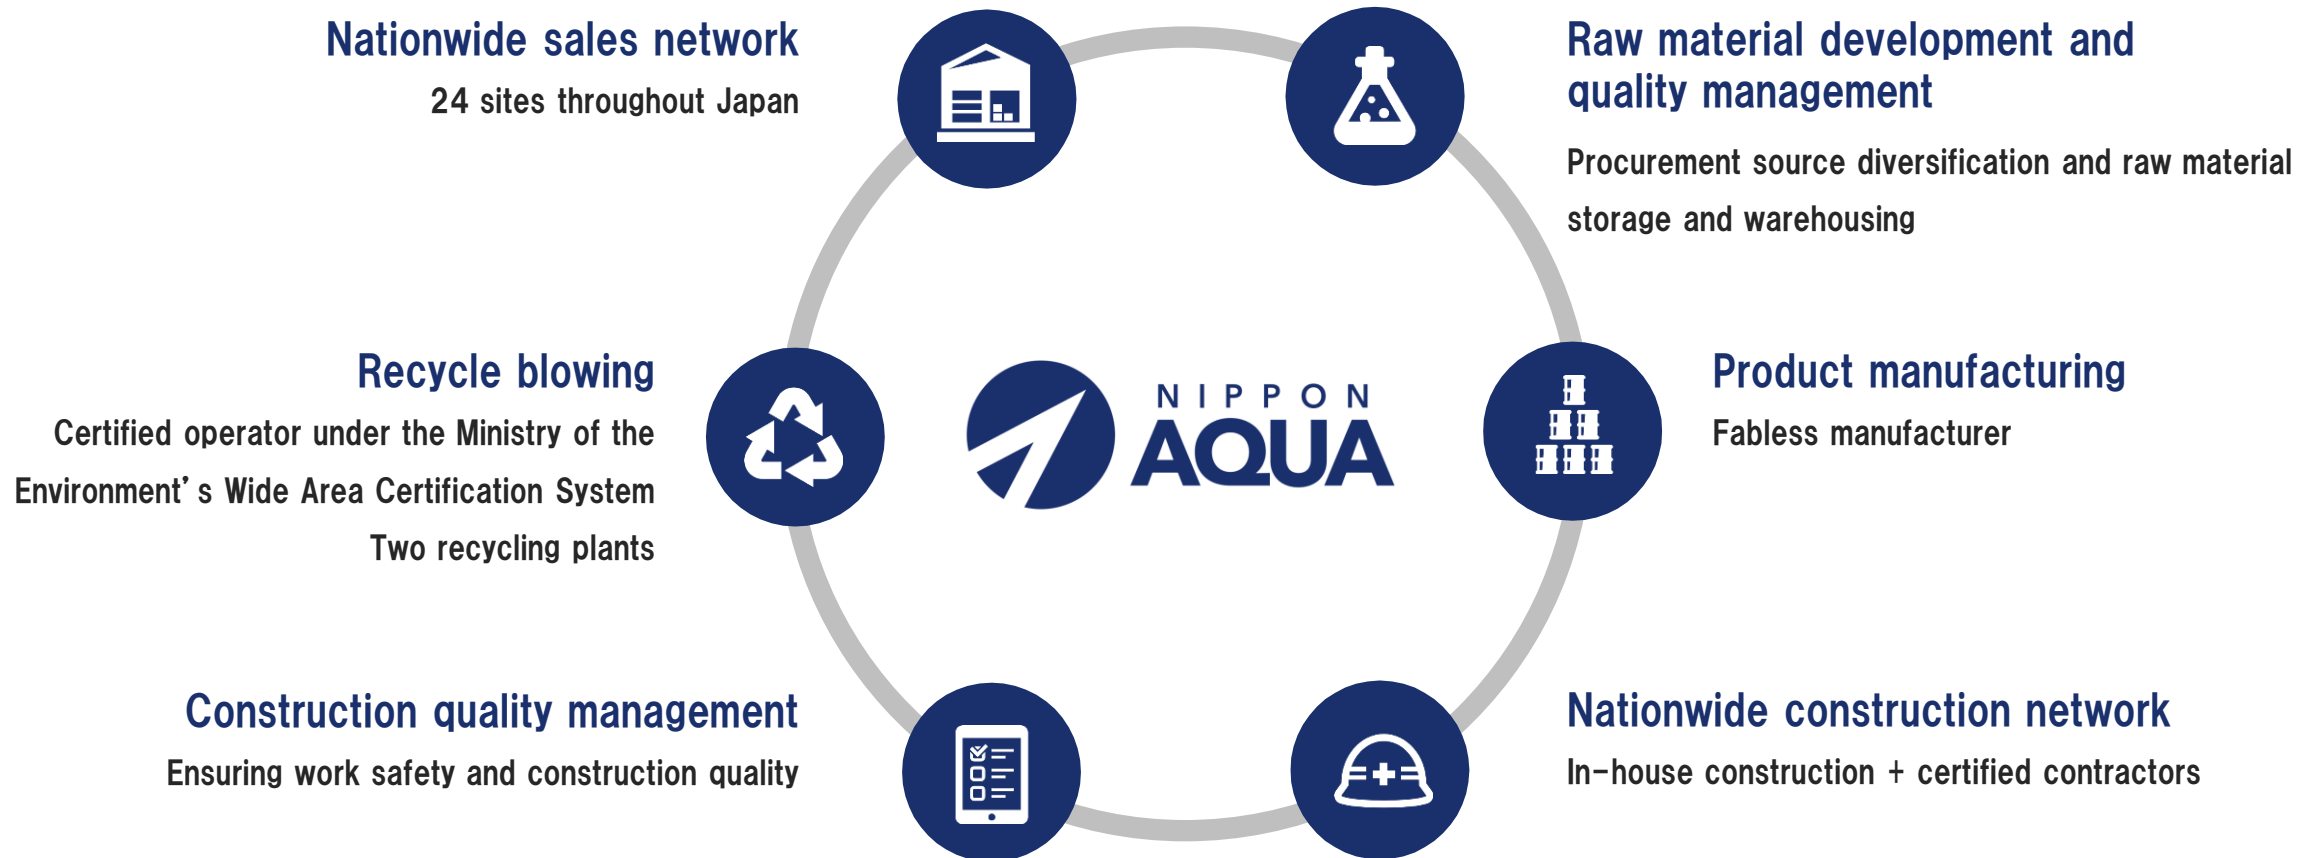 Nationwide sales network
24 sites throughout Japan
Raw material development and
quality management
Procurement source diversification and raw material
storage and warehousing
Recycle blowing
Certified operator under the Ministry of the
Environment’s Wide Area Certification System
Two recycling plants
NIPPON
AQUA
Product manufacturing
Fabless manufacturer
Construction quality management
Ensuring work safety and construction quality
Nationwide construction network
In-house construction + certified contractors